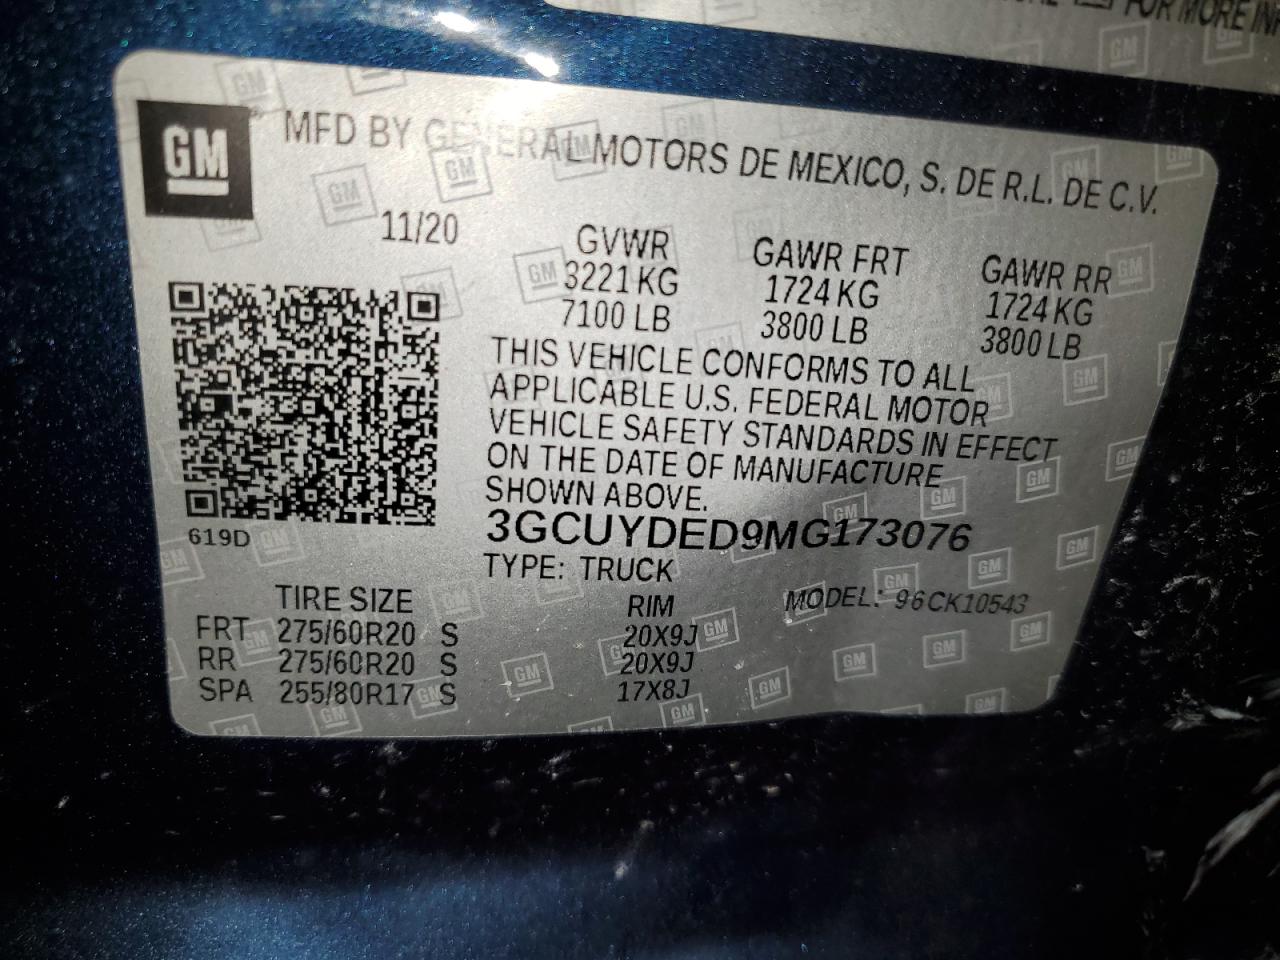 FOR MORE IN
GM
MFD BY GENERAL MOTORS DE MEXICO, S. DE R.L. DE C.V.
11/20
GVWR GAWR FRT GAWR RR
3221 KG 1724 KG 1724 KG
7100 LB 3800 LB 3800 LB
THIS VEHICLE CONFORMS TO ALL
APPLICABLE U.S. FEDERAL MOTOR
VEHICLE SAFETY STANDARDS IN EFFECT
ON THE DATE OF MANUFACTURE
SHOWN ABOVE.
619D
3GCUYDED9MG173076
TYPE: TRUCK
MODEL: 96CK10543
TIRE SIZE RIM
FRT 275/60R20 S 20X9J
RR 275/60R20 S 20X9J
SPA 255/80R17 S 17X8J